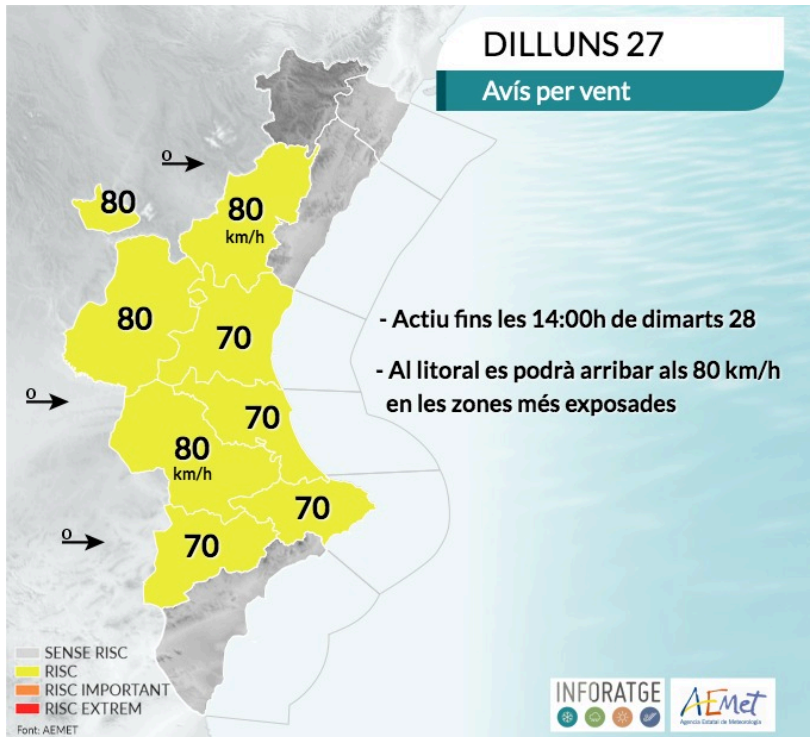 DILLUNS 27
Avís per vent
O
80
80
km/h
80
70
- Actiu fins les 14:00h de dimarts 28
- Al litoral es podrà arribar als 80 km/h
en les zones més exposades
O
70
80
km/h
70
O
70
SENSE RISC
RISC
RISC IMPORTANT
RISC EXTREM
Font: AEMET
INFORATGE
AEmet
Agencia Estatal de Meteorología